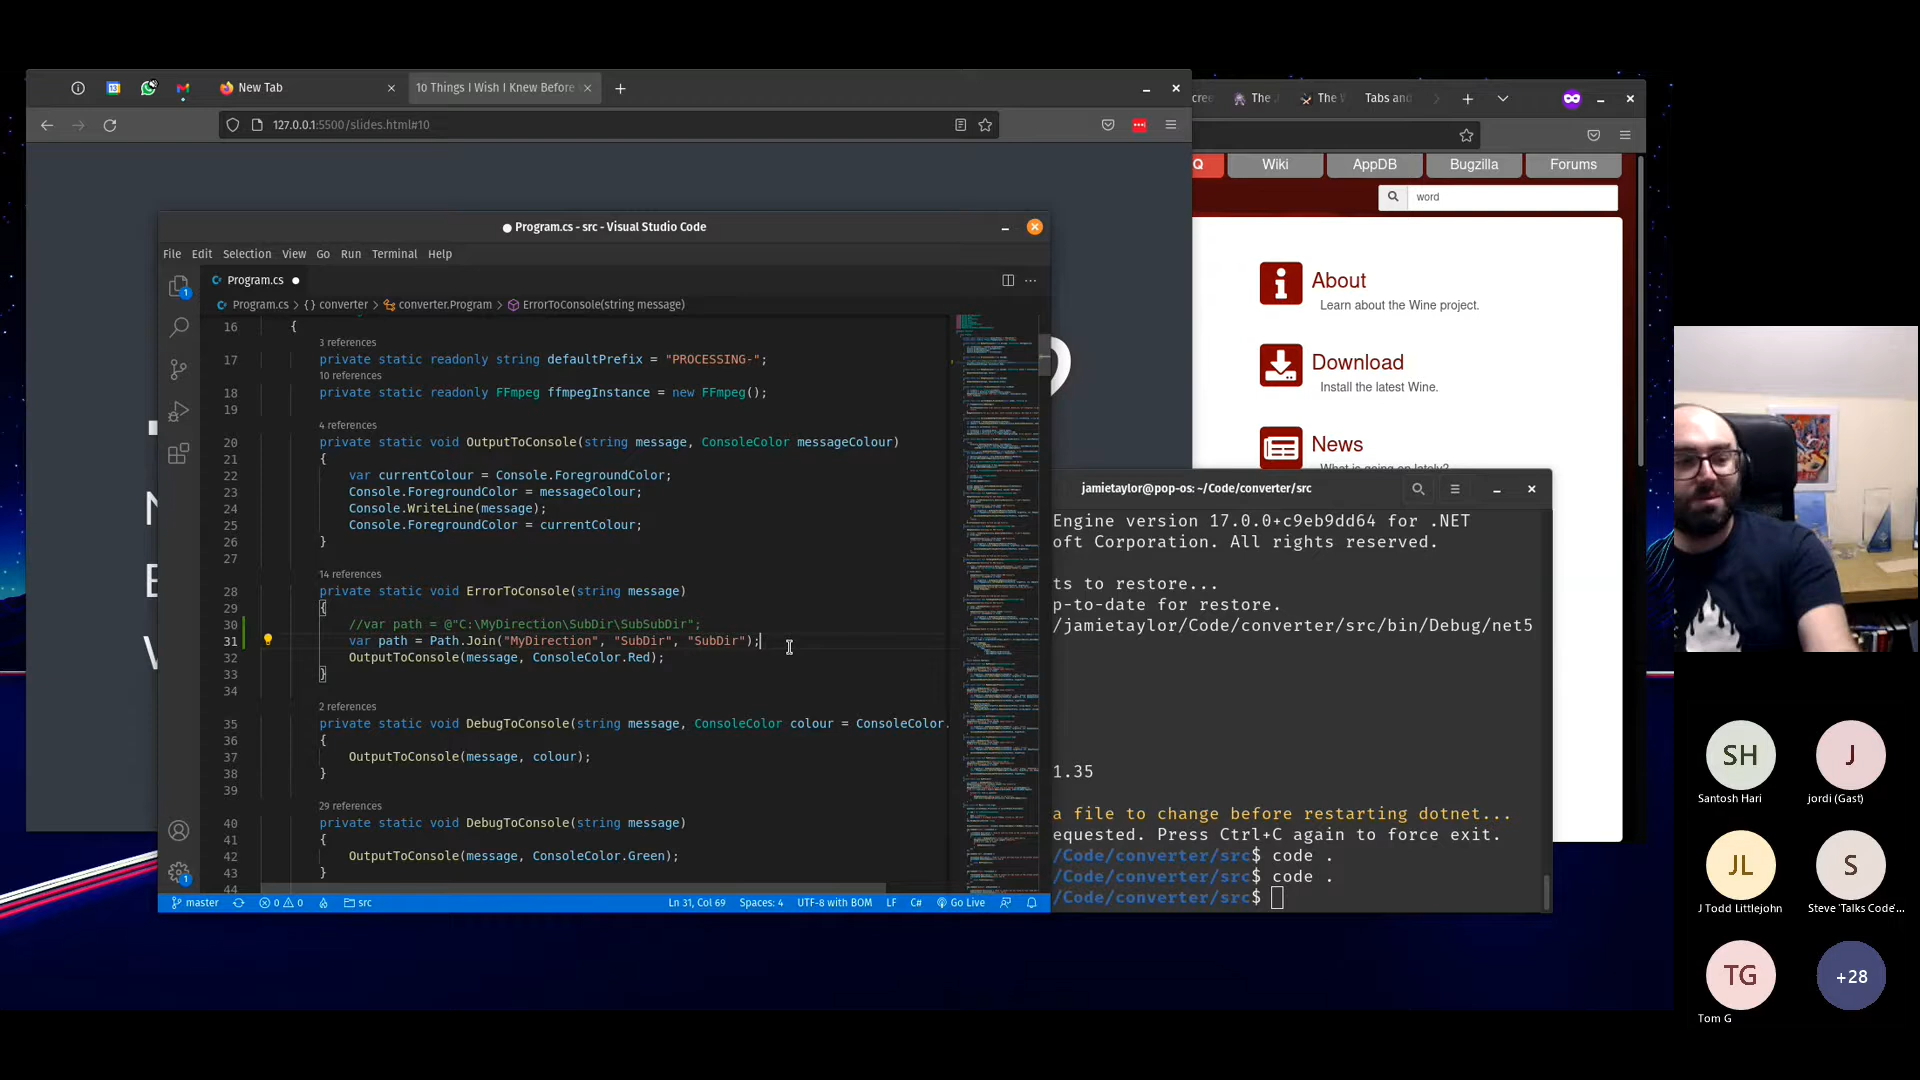 New Tab
10 Things I Wish I Knew Before
127.0.0.1:5500/slides.html#10
The
The
Tabs and
Q
Wiki
AppDB
Bugzilla
Forums
word
About
Learn about the Wine project.
Download
Install the latest Wine.
News
Program.cs - src - Visual Studio Code
File Edit Selection View Go Run Terminal Help
Program.cs
Program.cs > {} converter > converter.Program > ErrorToConsole(string message)
16 {
3 references
17 private static readonly string defaultPrefix = "PROCESSING-";
10 references
18 private static readonly FFmpeg ffmpegInstance = new FFmpeg();
19
4 references
20 private static void OutputToConsole(string message, ConsoleColor messageColour)
21 {
22 var currentColour = Console.ForegroundColor;
23 Console.ForegroundColor = messageColour;
24 Console.WriteLine(message);
25 Console.ForegroundColor = currentColour;
26 }
27
14 references
28 private static void ErrorToConsole(string message)
29 {
30 //var path = @"C:\MyDirection\SubDir\SubSubDir";
31 var path = Path.Join("MyDirection", "SubDir", "SubDir");
32 OutputToConsole(message, ConsoleColor.Red);
33 }
34
2 references
35 private static void DebugToConsole(string message, ConsoleColor colour = ConsoleColor.
36 {
37 OutputToConsole(message, colour);
38 }
39
29 references
40 private static void DebugToConsole(string message)
41 {
42 OutputToConsole(message, ConsoleColor.Green);
43 }
44
master 0 0 src Ln 31, Col 69 Spaces: 4 UTF-8 with BOM LF C# Go Live
jamietaylor@pop-os: ~/Code/converter/src
Engine version 17.0.0+c9eb9dd64 for .NET
oft Corporation. All rights reserved.
ts to restore...
p-to-date for restore.
/jamietaylor/Code/converter/src/bin/Debug/net5
1.35
a file to change before restarting dotnet...
equested. Press Ctrl+C again to force exit.
/Code/converter/src$ code .
/Code/converter/src$ code .
/Code/converter/src$
SH
Santosh Hari
J
jordi (Gast)
JL
J Todd Littlejohn
S
Steve 'Talks Code'...
TG
Tom G
+28